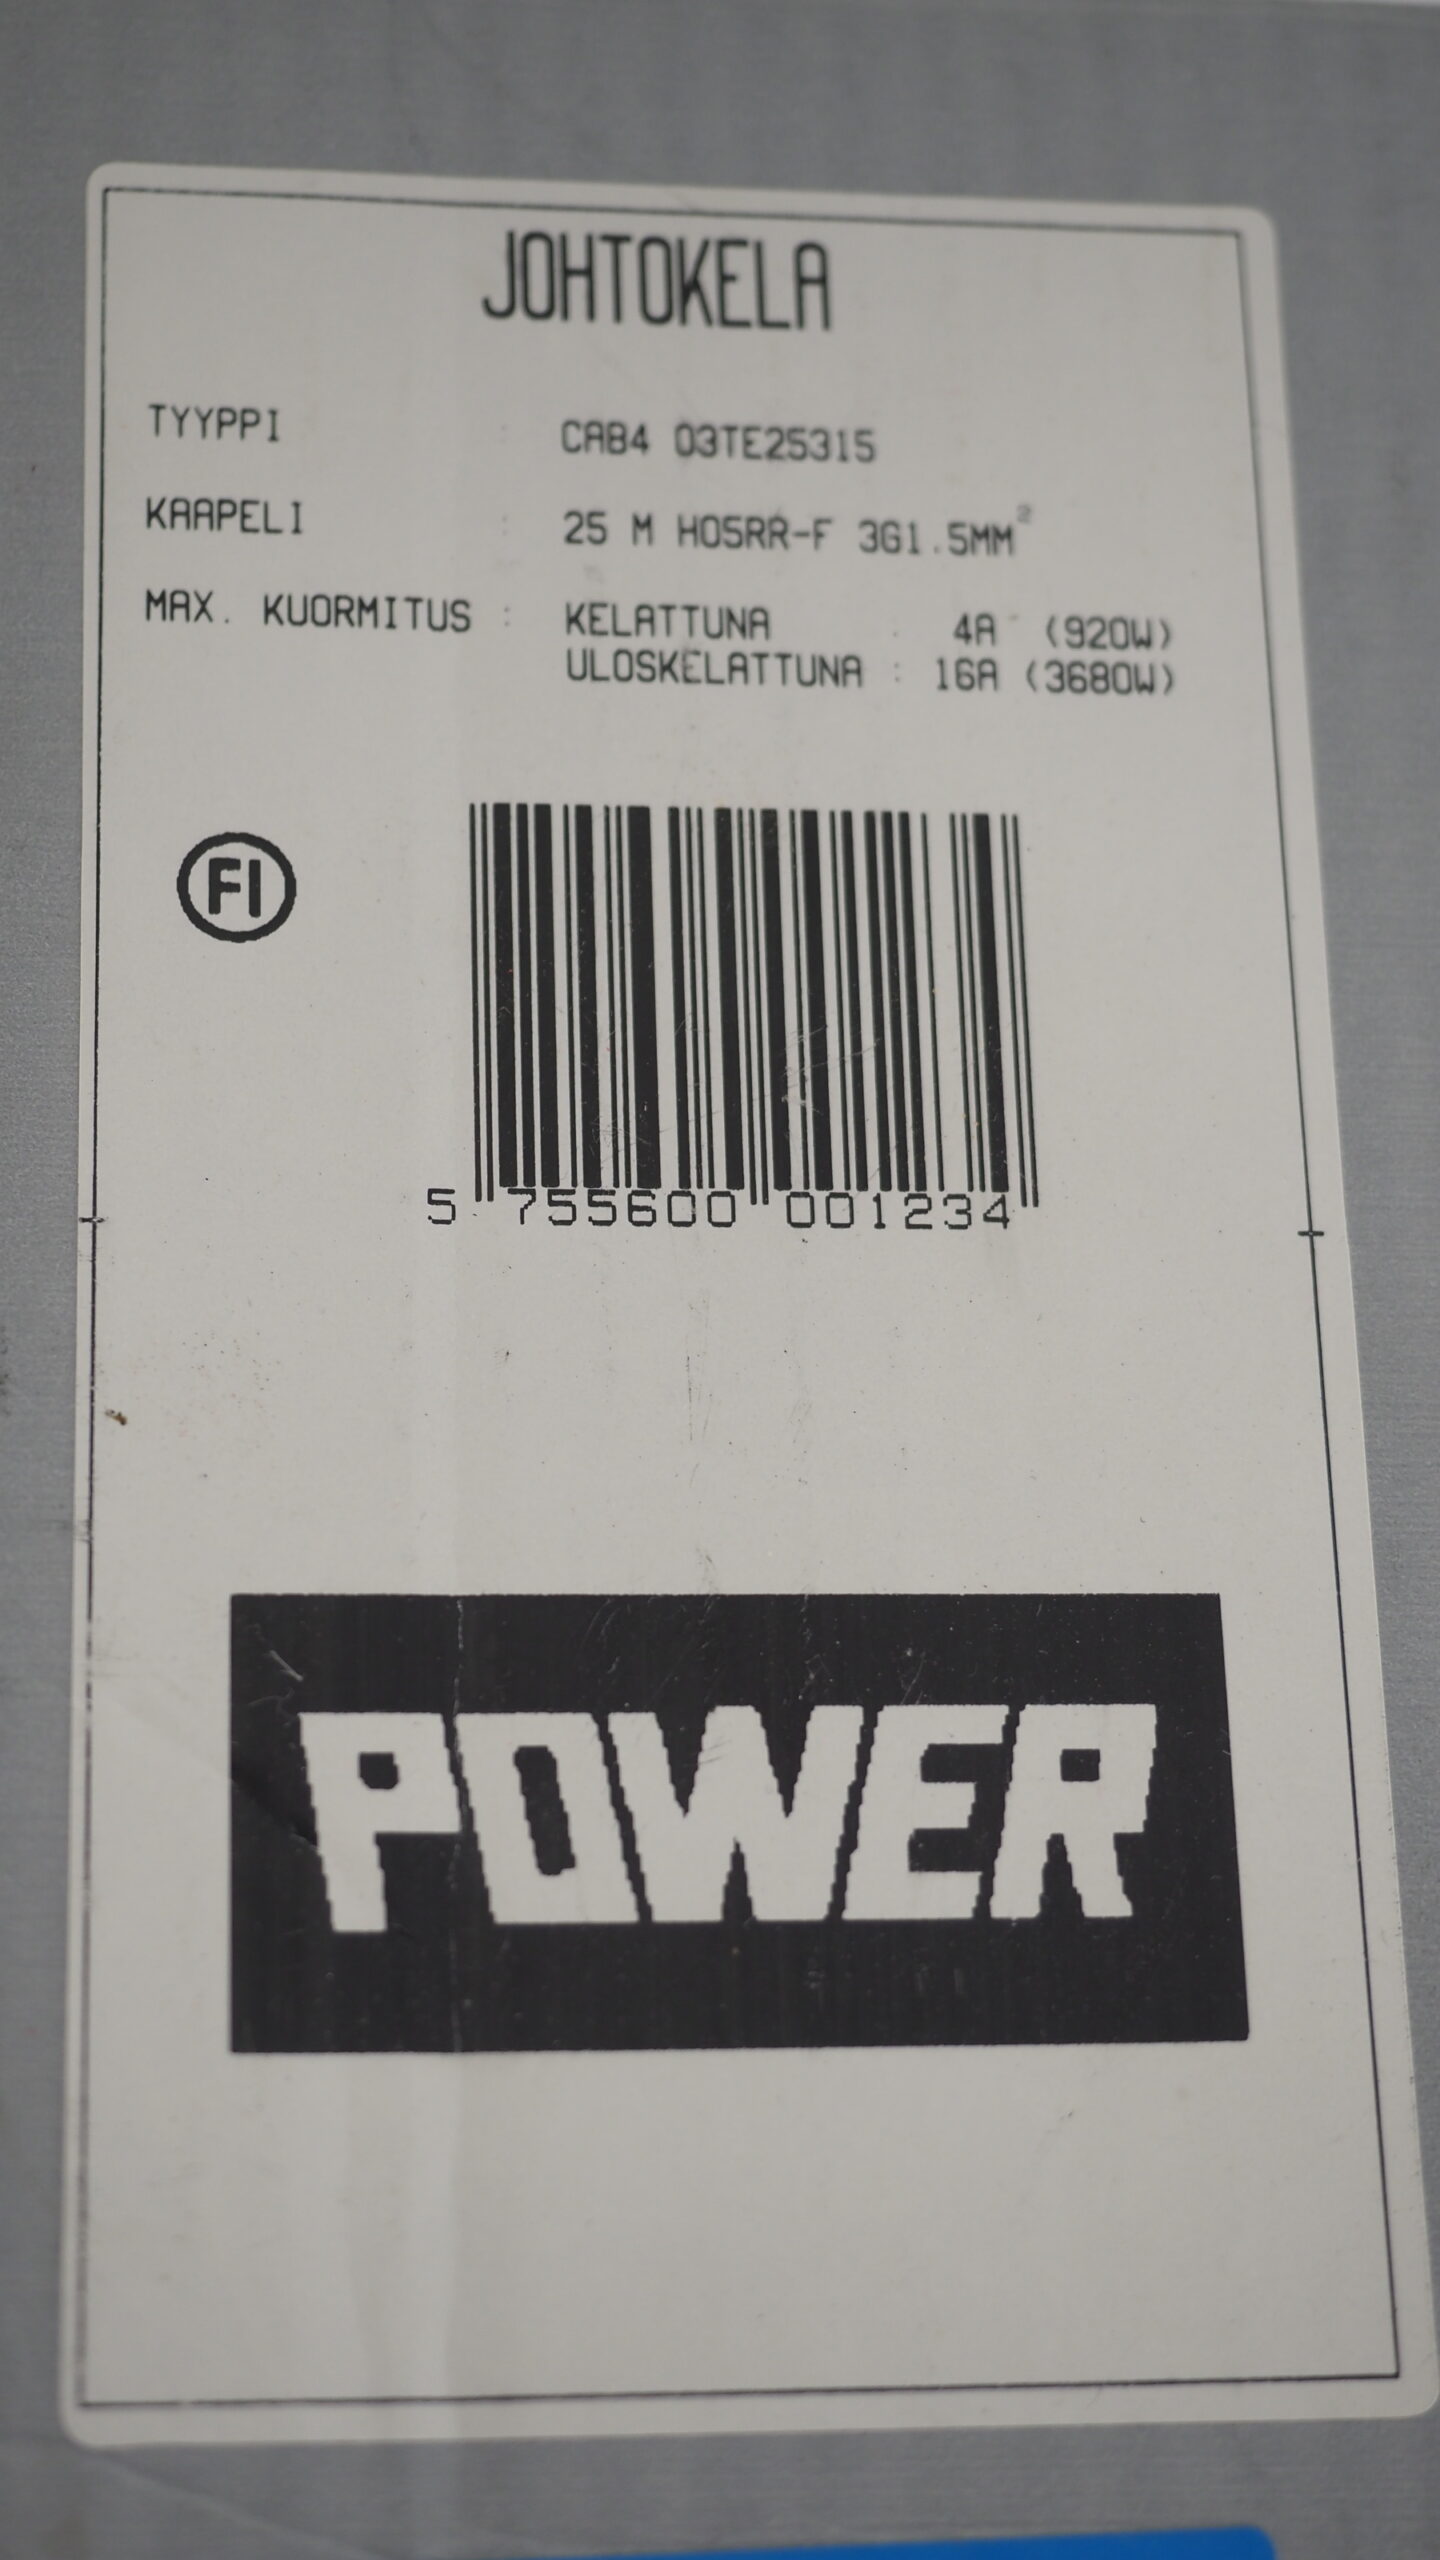 JOHTOKELA
TYYPPI : CAB4 03TE25315
KAAPELI : 25 M H05RR-F 3G1.5MM²
MAX. KUORMITUS : KELATTUNA : 4A (920W)
ULOSKELATTUNA : 16A (3680W)
FI
5 755600 001234
POWER